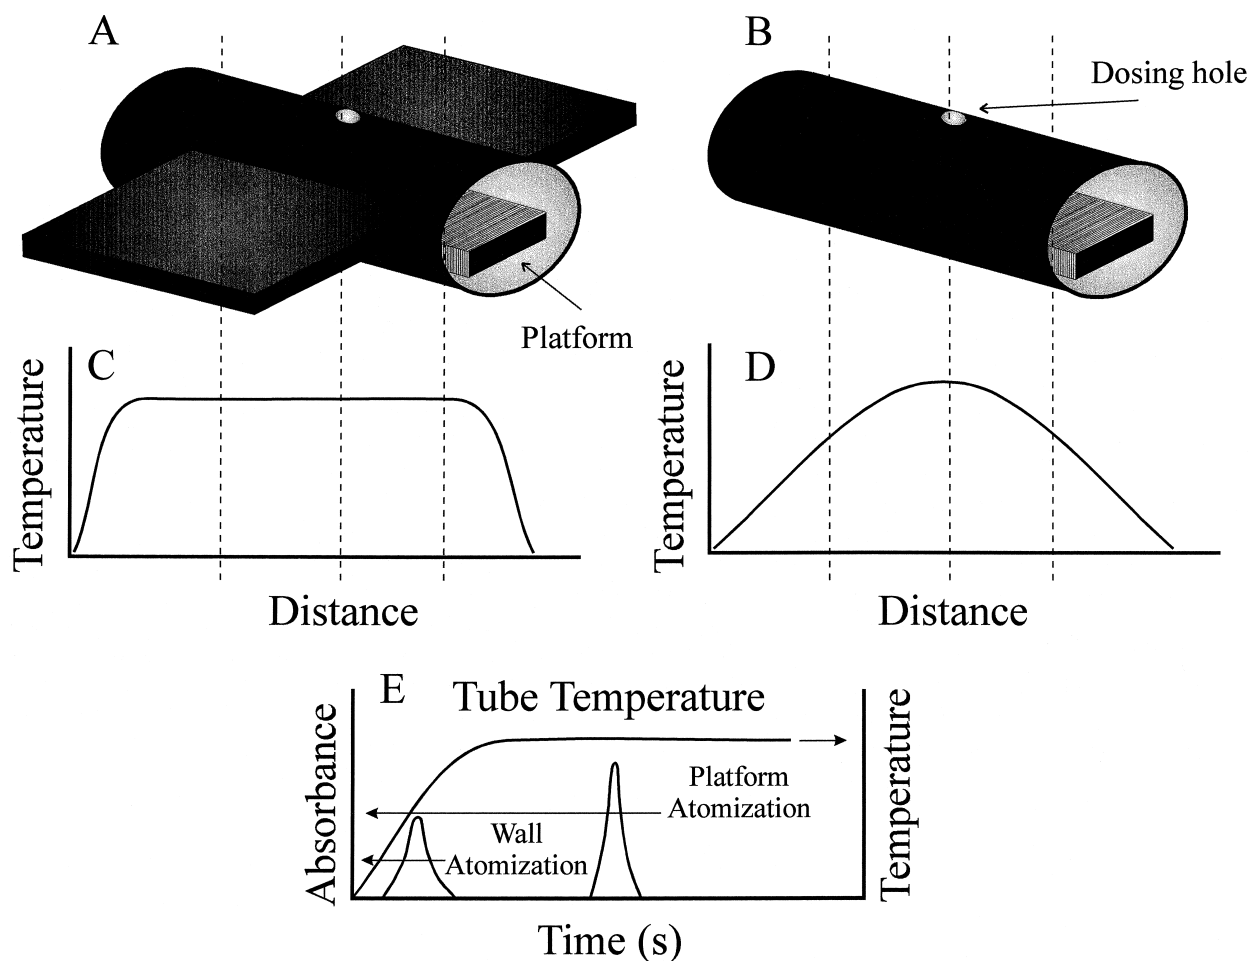 A
B
Dosing hole
Platform
C
D
Temperature
Temperature
Distance
Distance
E
Tube Temperature
Absorbance
Temperature
Platform
Atomization
Wall
Atomization
Time (s)